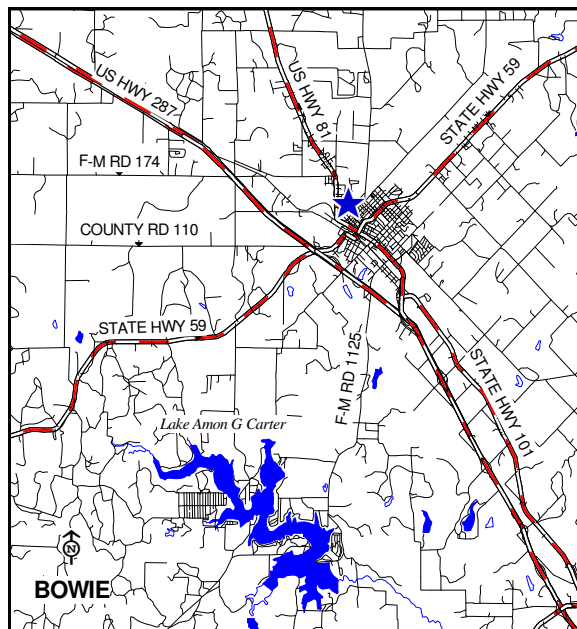 US HWY 287
US HWY 81
STATE HWY 59
F-M RD 174
COUNTY RD 110
STATE HWY 59
F-M RD 1125
STATE HWY 101
Lake Amon G Carter
N
BOWIE